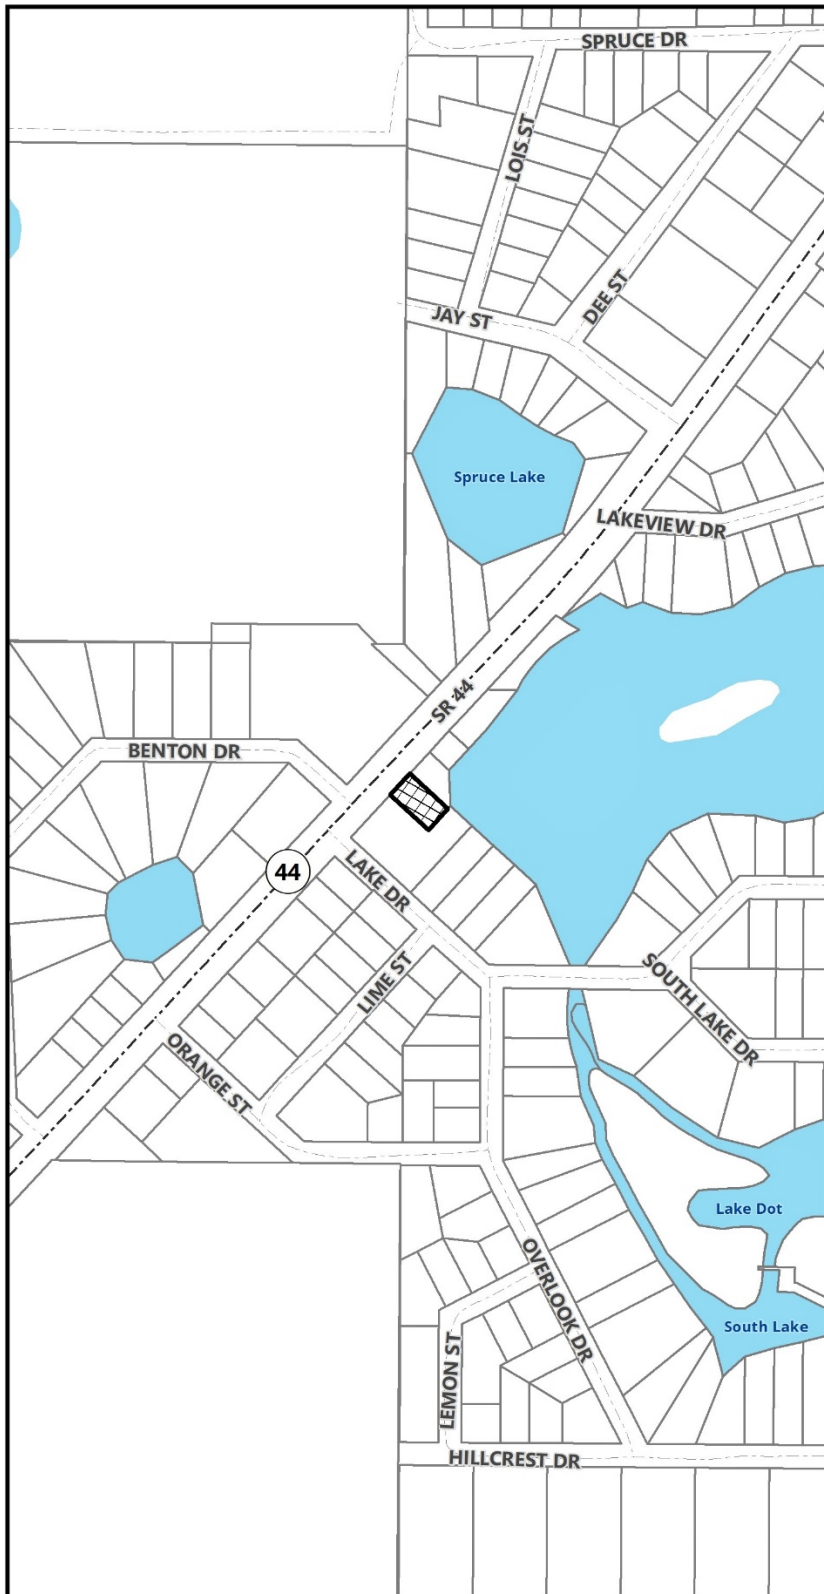 SPRUCE DR
LOIS ST
DEE ST
JAY ST
Spruce Lake
LAKEVIEW DR
SR 44
BENTON DR
44
LAKE DR
LIME ST
SOUTH LAKE DR
ORANGE ST
Lake Dot
OVERLOOK DR
South Lake
LEMON ST
HILLCREST DR